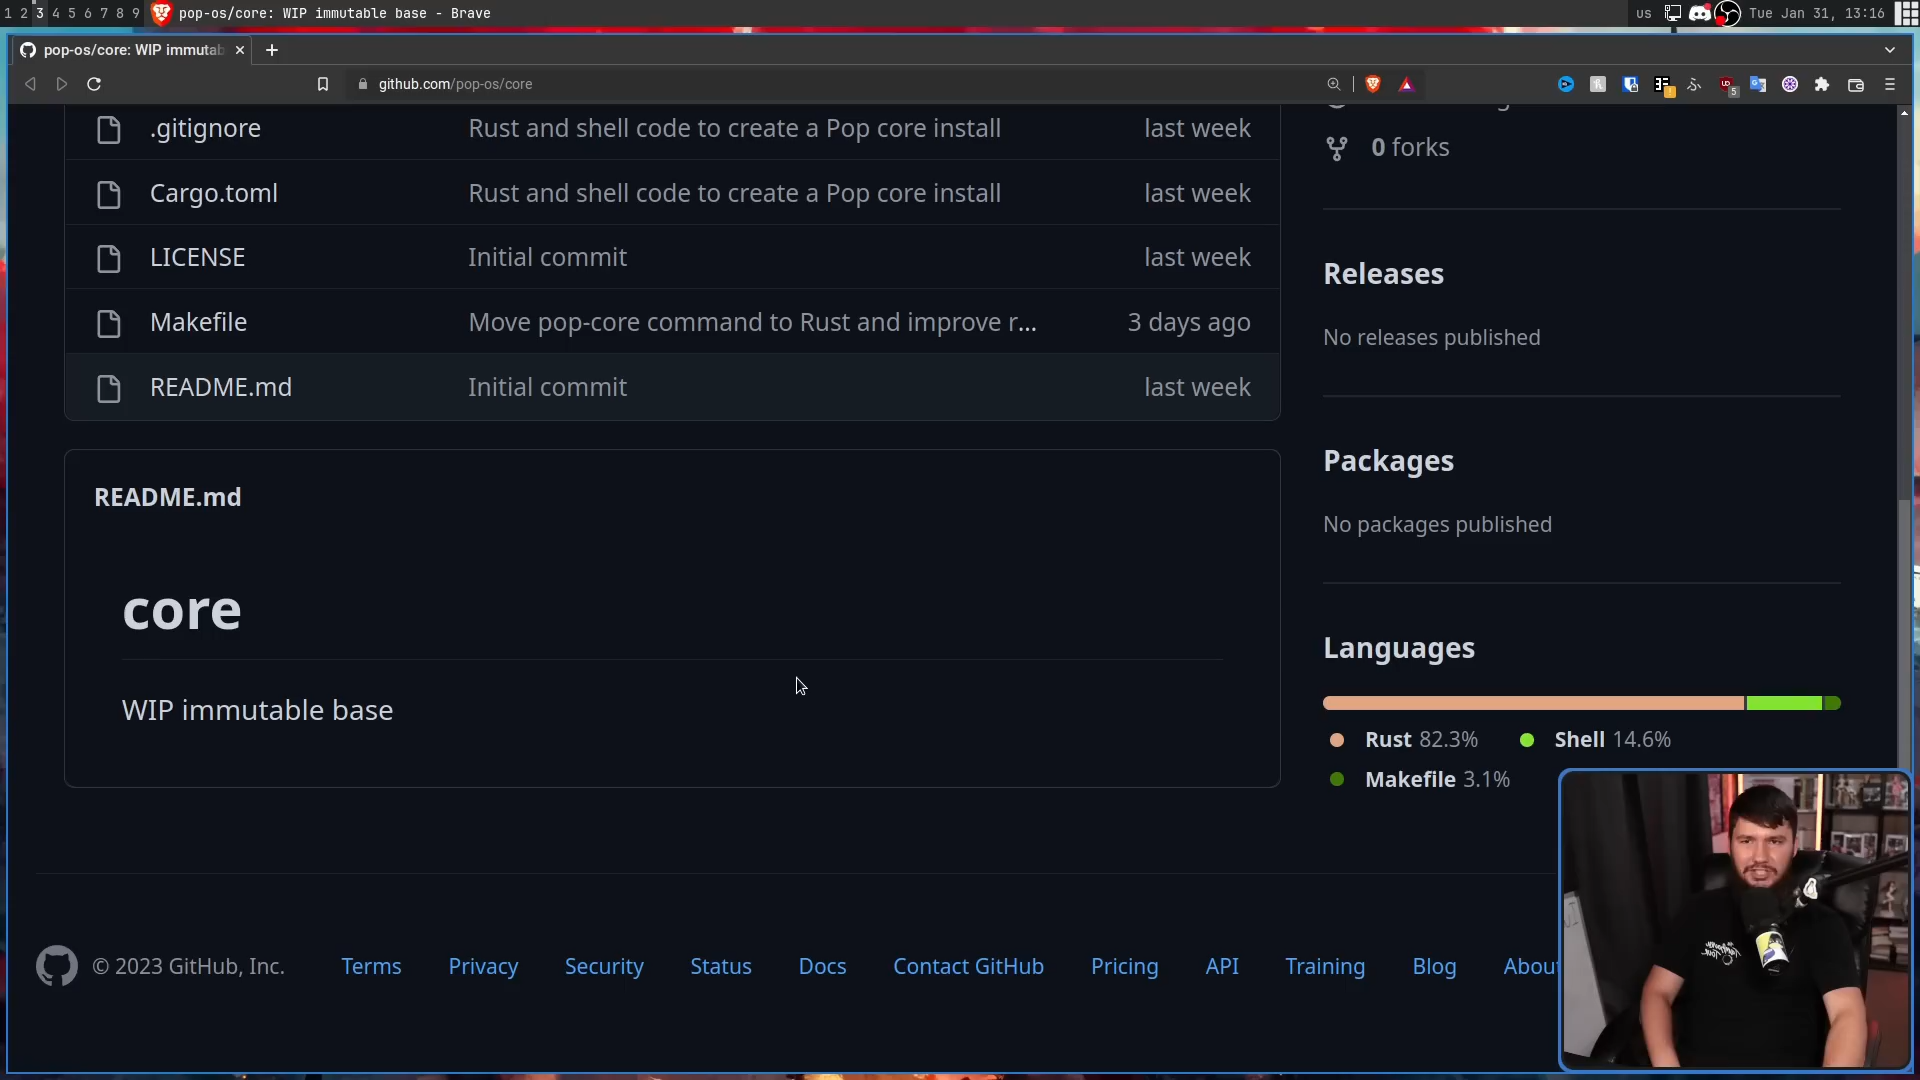 1 2 3 4 5 6 7 8 9 pop-os/core: WIP immutable base - Brave us Tue Jan 31, 13:16
pop-os/core: WIP immutab
github.com/pop-os/core
5
.gitignore Rust and shell code to create a Pop core install last week
0 forks
Cargo.toml Rust and shell code to create a Pop core install last week
LICENSE Initial commit last week
Releases
Makefile Move pop-core command to Rust and improve r... 3 days ago
No releases published
README.md Initial commit last week
Packages
README.md
No packages published
core
Languages
WIP immutable base
Rust 82.3% Shell 14.6%
Makefile 3.1%
© 2023 GitHub, Inc. Terms Privacy Security Status Docs Contact GitHub Pricing API Training Blog About